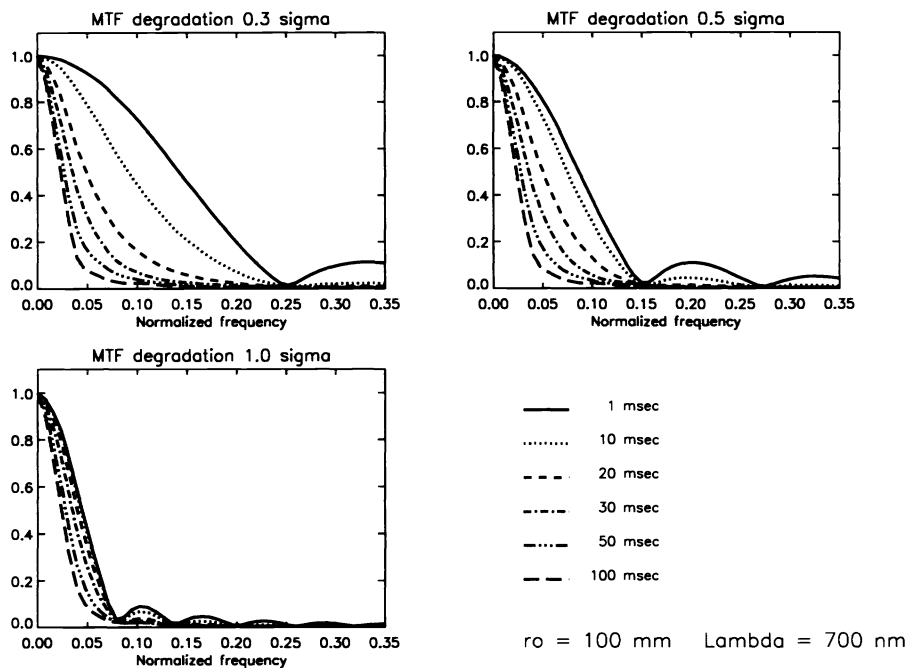 MTF degradation 0.3 sigma
1.0
0.8
0.6
0.4
0.2
0.0
0.00 0.05 0.10 0.15 0.20 0.25 0.30 0.35
Normalized frequency
MTF degradation 0.5 sigma
1.0
0.8
0.6
0.4
0.2
0.0
0.00 0.05 0.10 0.15 0.20 0.25 0.30 0.35
Normalized frequency
MTF degradation 1.0 sigma
1.0
0.8
0.6
0.4
0.2
0.0
0.00 0.05 0.10 0.15 0.20 0.25 0.30 0.35
Normalized frequency
1 msec
10 msec
20 msec
30 msec
50 msec
100 msec
ro = 100 mm Lambda = 700 nm